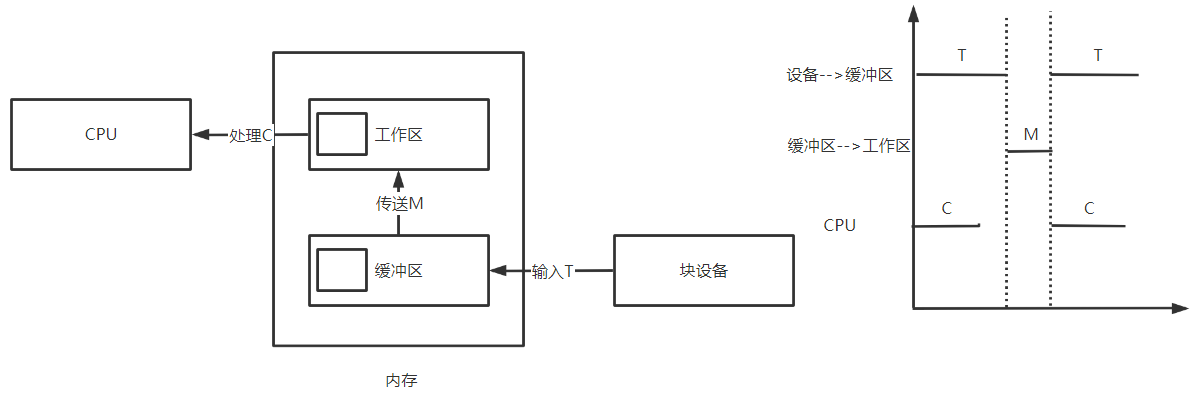 CPU
处理C
工作区
传送M
缓冲区
输入T
块设备
内存
T
T
设备-->缓冲区
M
缓冲区-->工作区
C
C
CPU